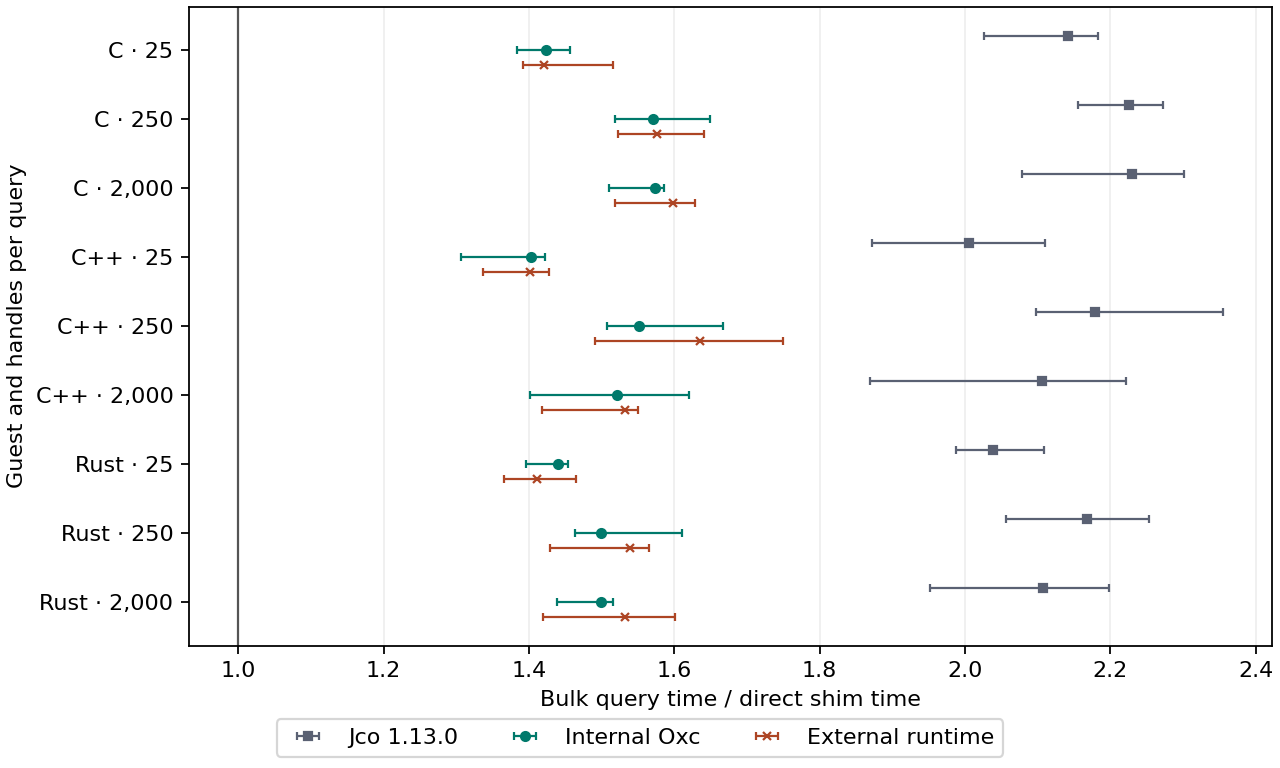 Guest and handles per query
C · 25
C · 250
C · 2,000
C++ · 25
C++ · 250
C++ · 2,000
Rust · 25
Rust · 250
Rust · 2,000
1.0 1.2 1.4 1.6 1.8 2.0 2.2 2.4
Bulk query time / direct shim time
Jco 1.13.0 Internal Oxc External runtime